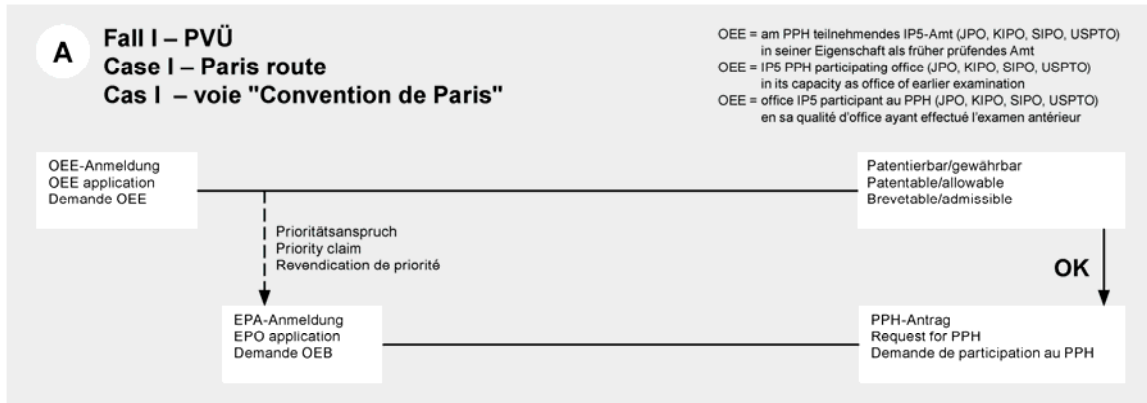 A
Fall I – PVÜ
Case I – Paris route
Cas I – voie "Convention de Paris"
OEE = am PPH teilnehmendes IP5-Amt (JPO, KIPO, SIPO, USPTO)
in seiner Eigenschaft als früher prüfendes Amt
OEE = IP5 PPH participating office (JPO, KIPO, SIPO, USPTO)
in its capacity as office of earlier examination
OEE = office IP5 participant au PPH (JPO, KIPO, SIPO, USPTO)
en sa qualité d'office ayant effectué l'examen antérieur
OEE-Anmeldung
OEE application
Demande OEE
Patentierbar/gewährbar
Patentable/allowable
Brevetable/admissible
Prioritätsanspruch
Priority claim
Revendication de priorité
OK
EPA-Anmeldung
EPO application
Demande OEB
PPH-Antrag
Request for PPH
Demande de participation au PPH